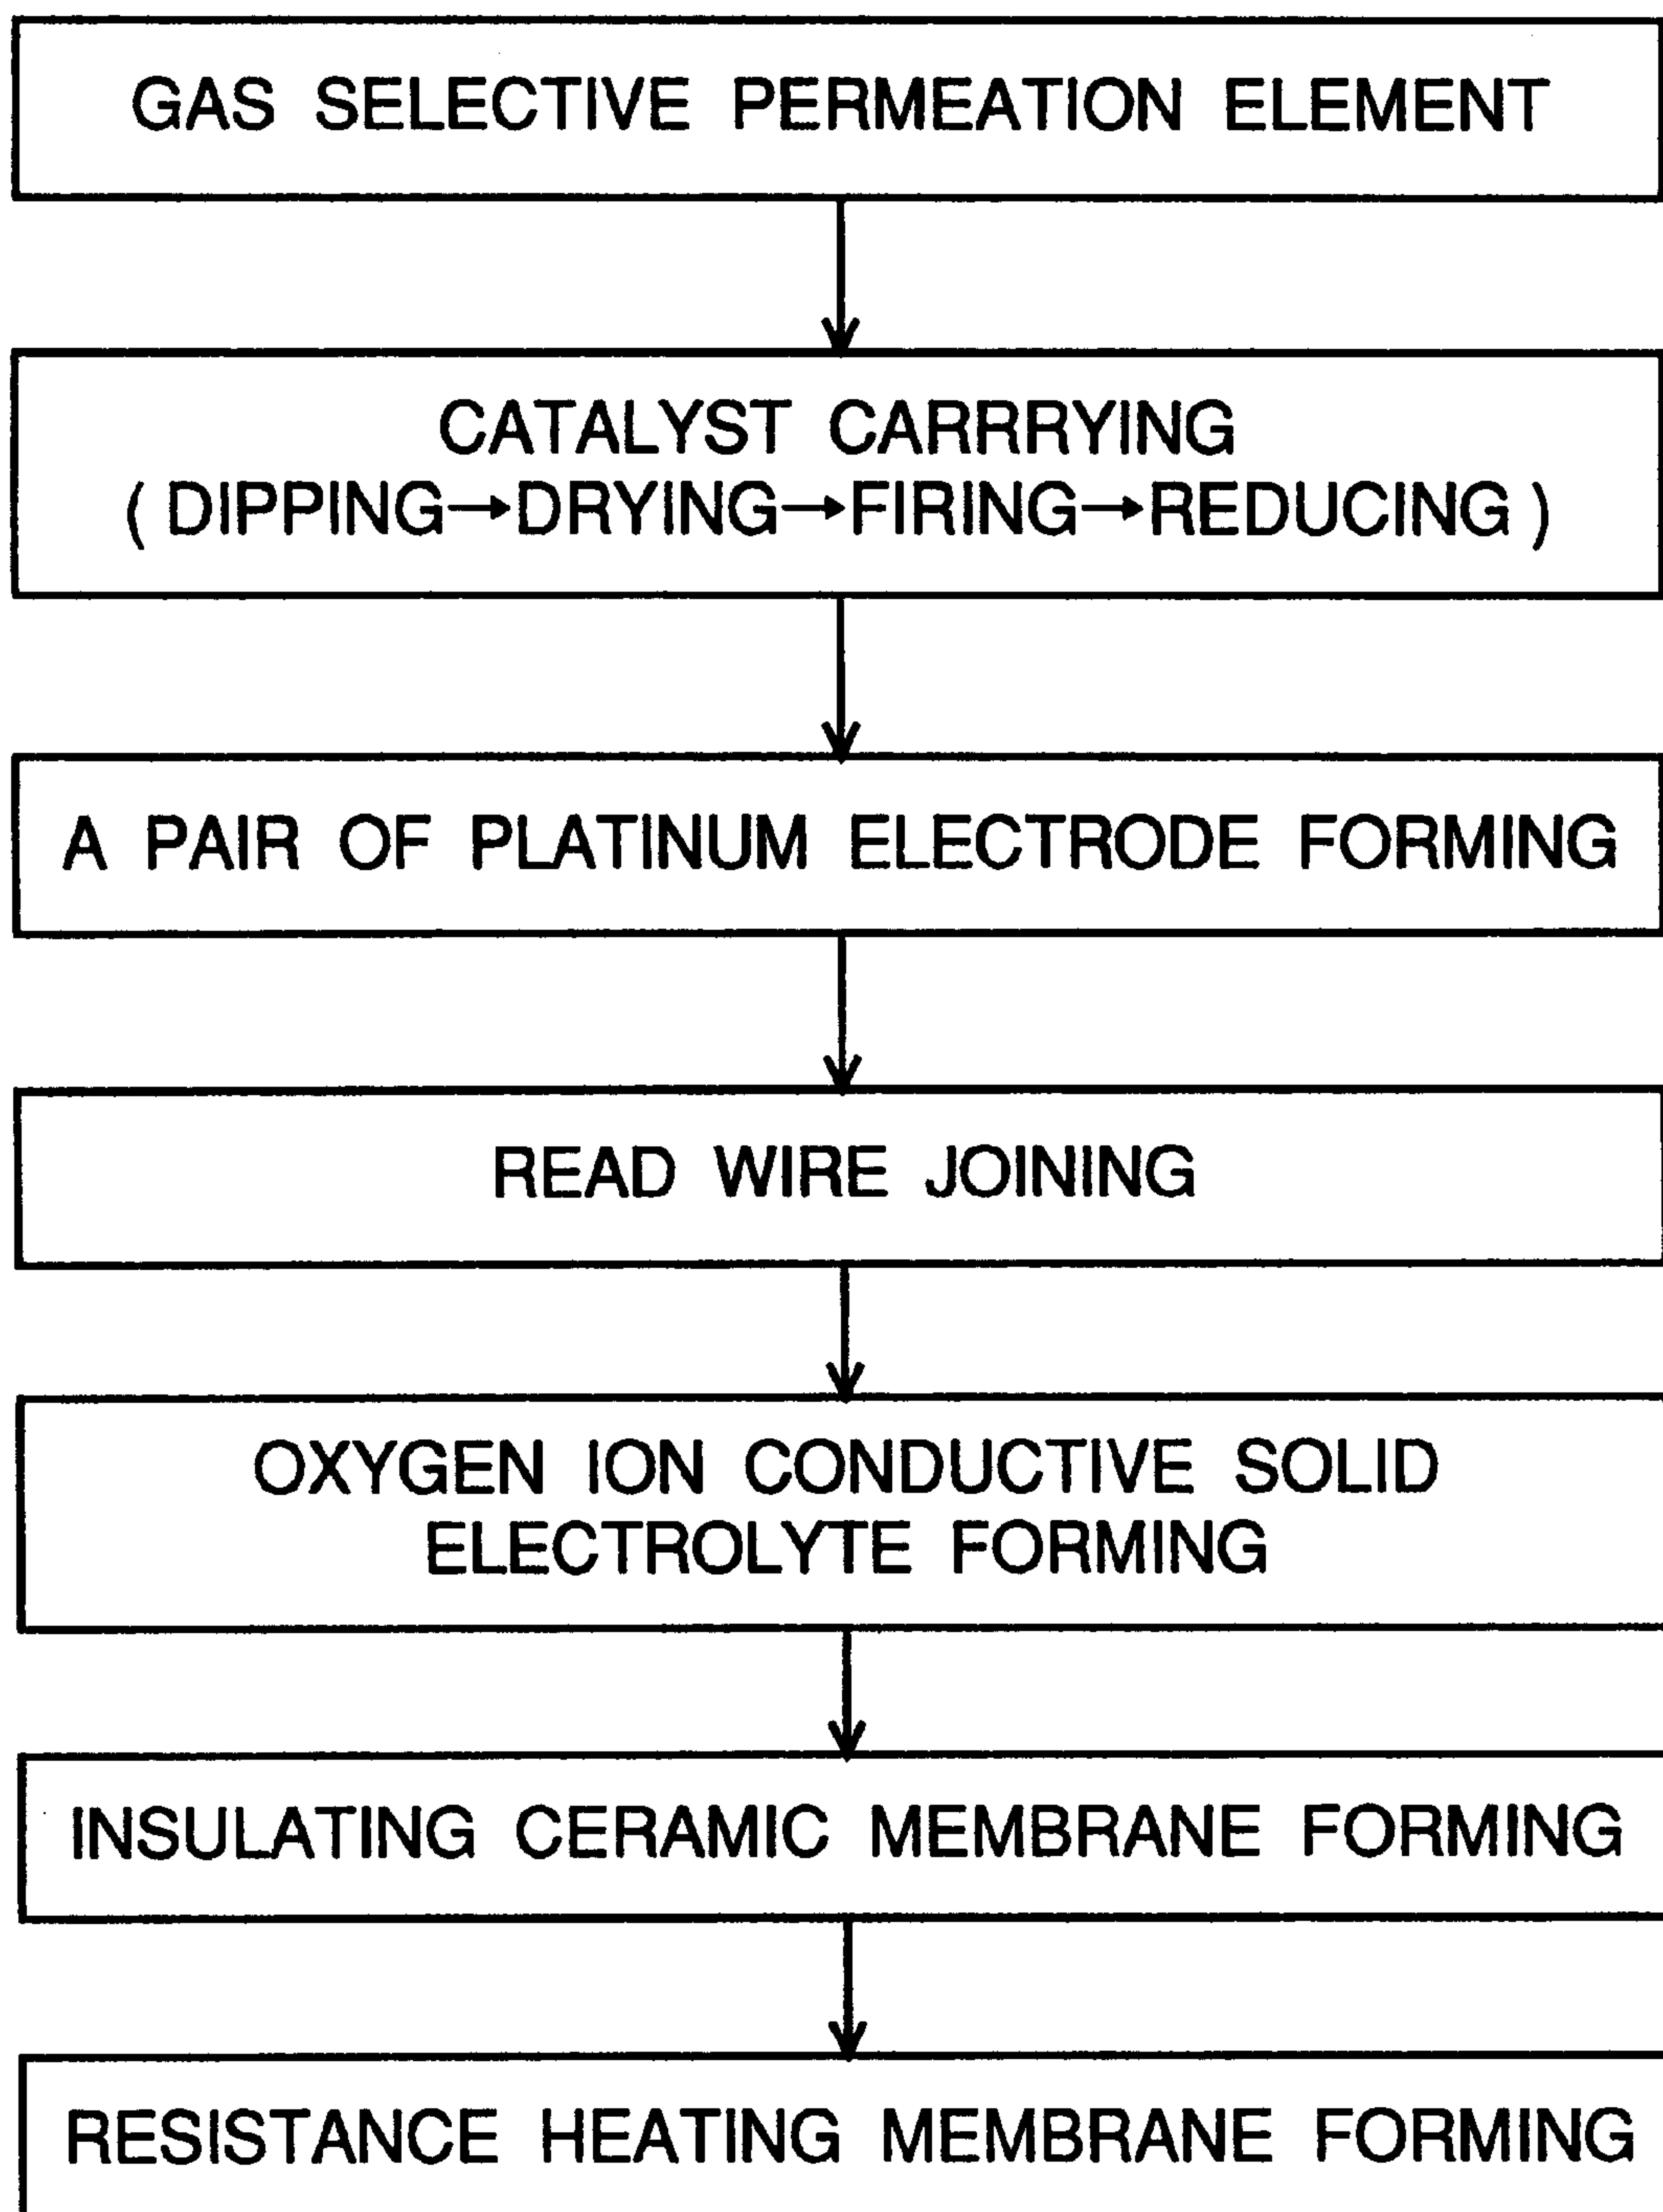 GAS SELECTIVE PERMEATION ELEMENT
CATALYST CARRRYING
( DIPPING→DRYING→FIRING→REDUCING )
A PAIR OF PLATINUM ELECTRODE FORMING
READ WIRE JOINING
OXYGEN ION CONDUCTIVE SOLID
ELECTROLYTE FORMING
INSULATING CERAMIC MEMBRANE FORMING
RESISTANCE HEATING MEMBRANE FORMING